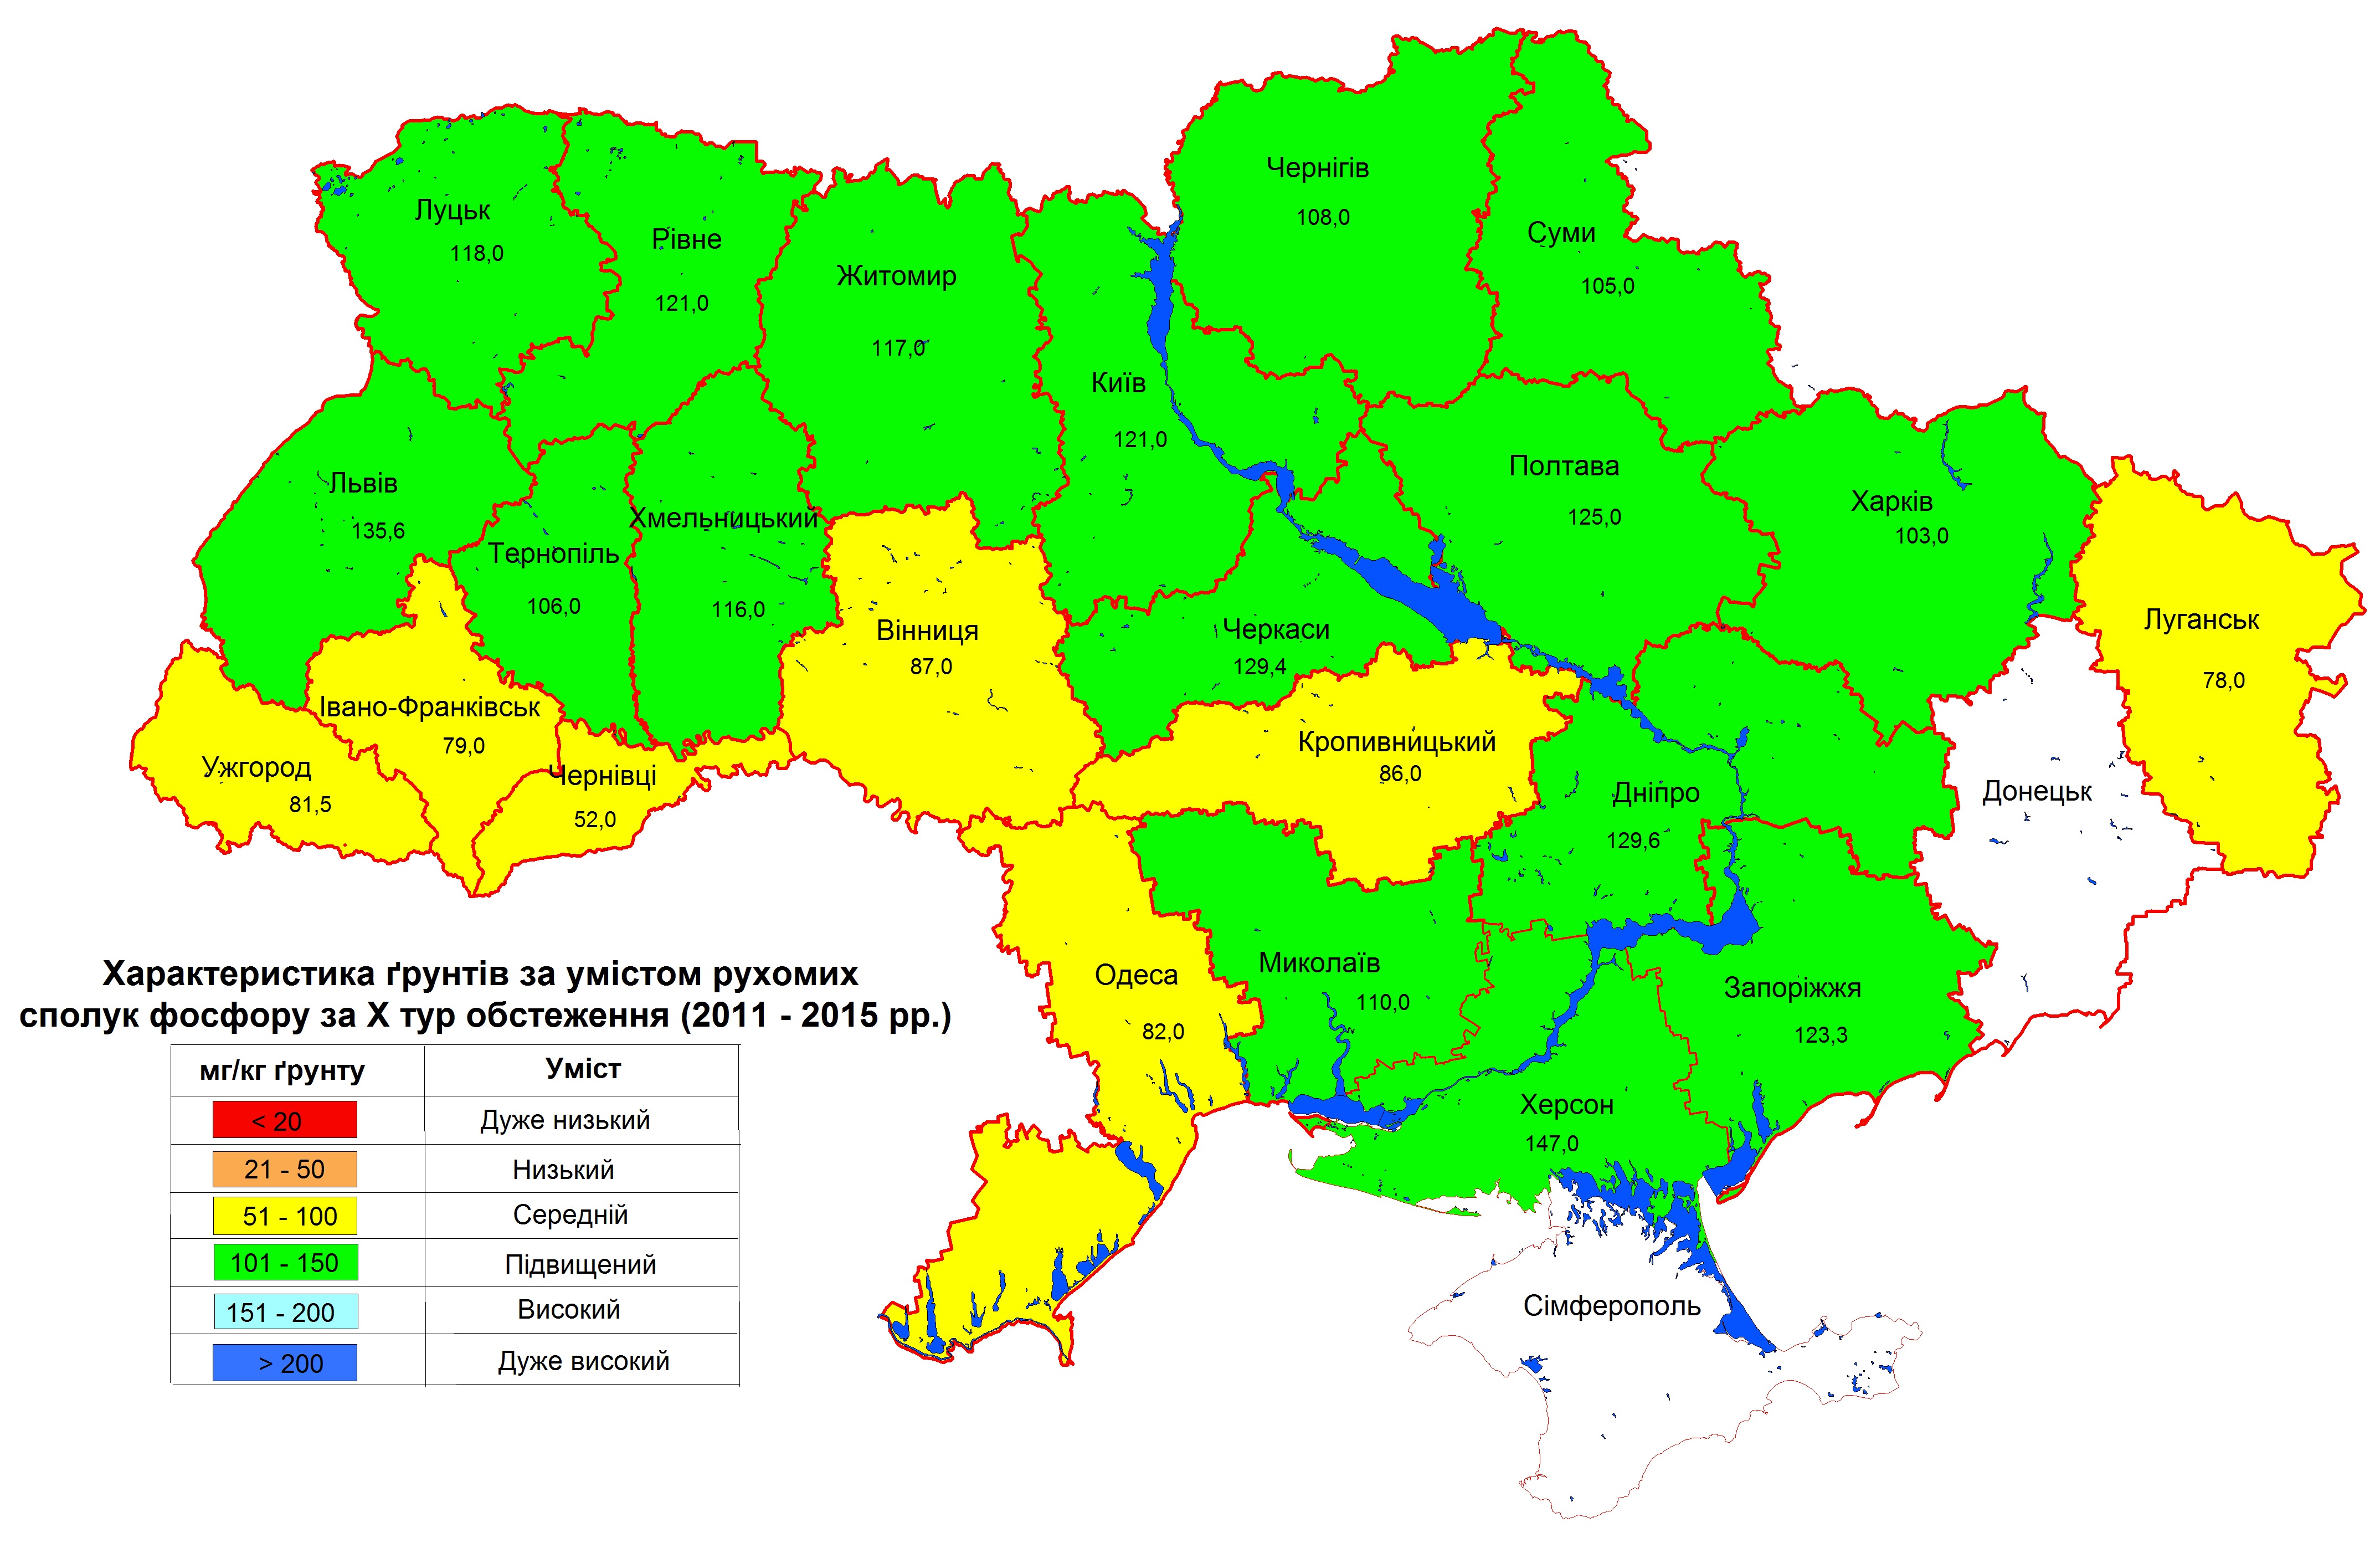 Чернігів
108,0
Суми
105,0
Луцьк
118,0
Рівне
121,0
Житомир
117,0
Київ
121,0
Полтава
125,0
Харків
103,0
Львів
135,6
Тернопіль
106,0
Хмельницький
116,0
Вінниця
87,0
Черкаси
129,4
Луганськ
78,0
Івано-Франківськ
79,0
Ужгород
81,5
Чернівці
52,0
Кропивницький
86,0
Дніпро
129,6
Донецьк
Одеса
82,0
Миколаїв
110,0
Запоріжжя
123,3
Херсон
147,0
Сімферополь
Характеристика ґрунтів за умістом рухомих
сполук фосфору за X тур обстеження (2011 - 2015 рр.)
мг/кг ґрунту Уміст
< 20 Дуже низький
21 - 50 Низький
51 - 100 Середній
101 - 150 Підвищений
151 - 200 Високий
> 200 Дуже високий